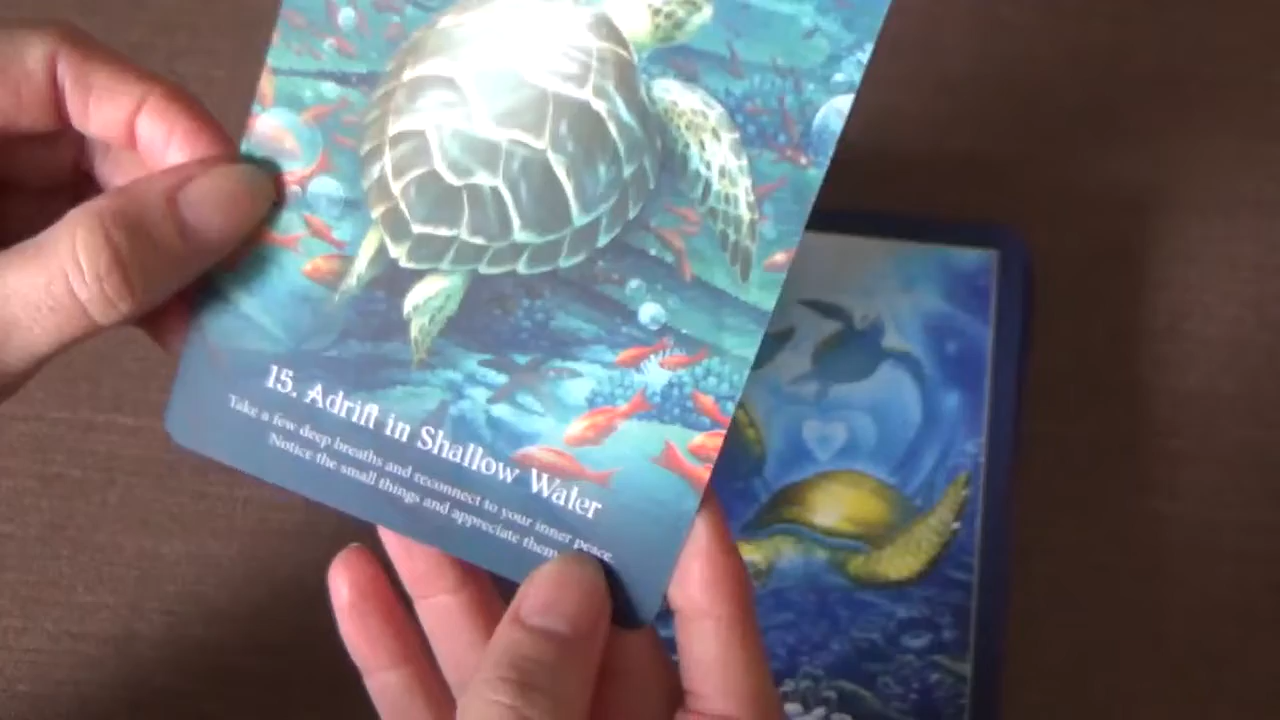 15. Adrift in Shallow Water
Take a few deep breaths and reconnect to your inner peace.
Notice the small things and appreciate them